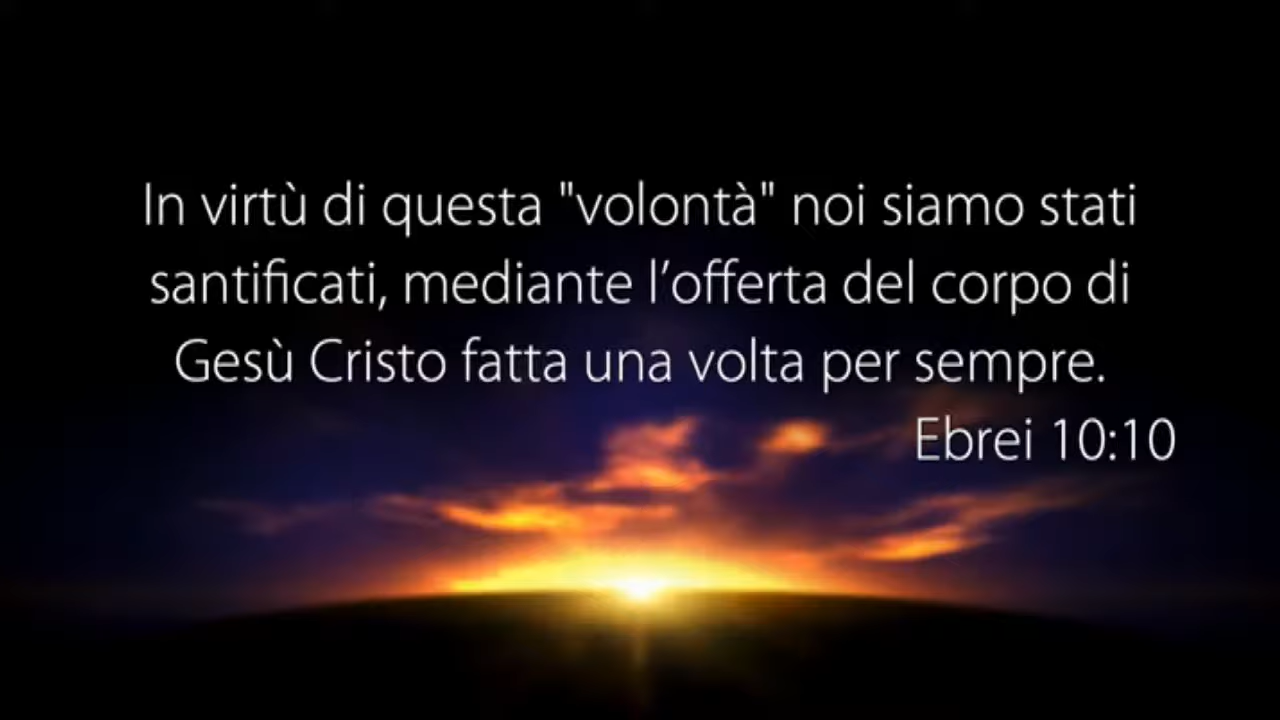 In virtù di questa "volontà" noi siamo stati
santificati, mediante l’offerta del corpo di
Gesù Cristo fatta una volta per sempre.
Ebrei 10:10